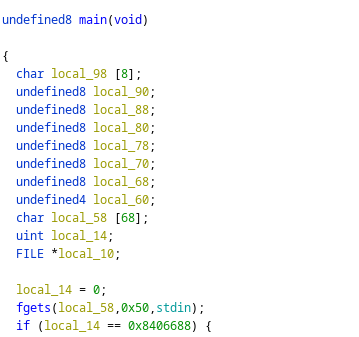 undefined8 main(void)
{
char local_98 [8];
undefined8 local_90;
undefined8 local_88;
undefined8 local_80;
undefined8 local_78;
undefined8 local_70;
undefined8 local_68;
undefined4 local_60;
char local_58 [68];
uint local_14;
FILE *local_10;
local_14 = 0;
fgets(local_58,0x50,stdin);
if (local_14 == 0x8406688) {